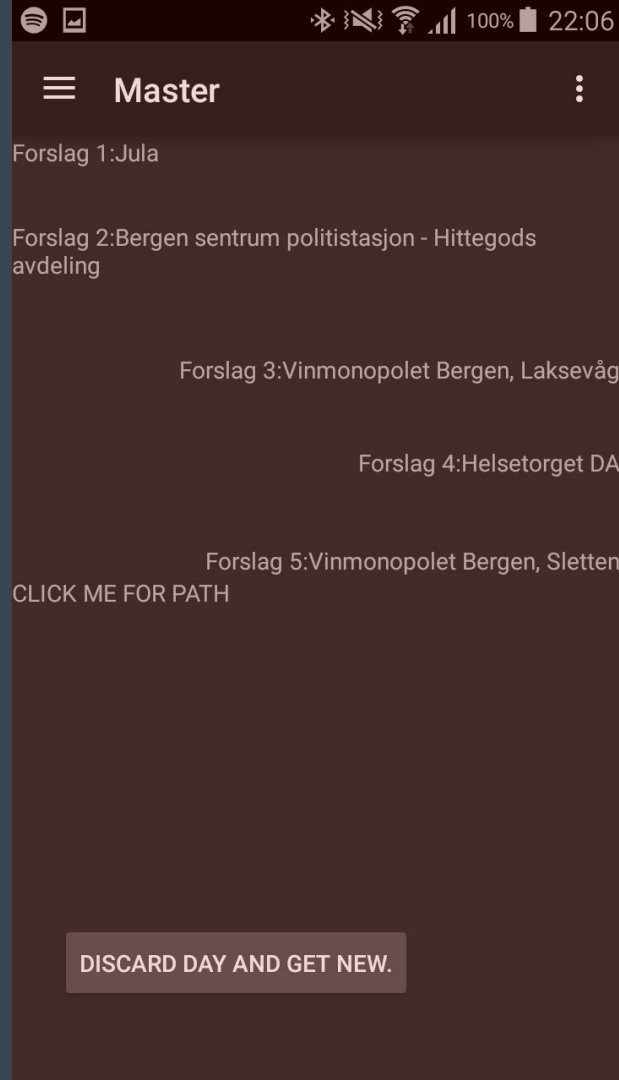 100% 22:06
Master
Forslag 1:Jula
Forslag 2:Bergen sentrum politistasjon - Hittegods
avdeling
Forslag 3:Vinmonopolet Bergen, Laksevåg
Forslag 4:Helsetorget DA
Forslag 5:Vinmonopolet Bergen, Sletten
CLICK ME FOR PATH
DISCARD DAY AND GET NEW.